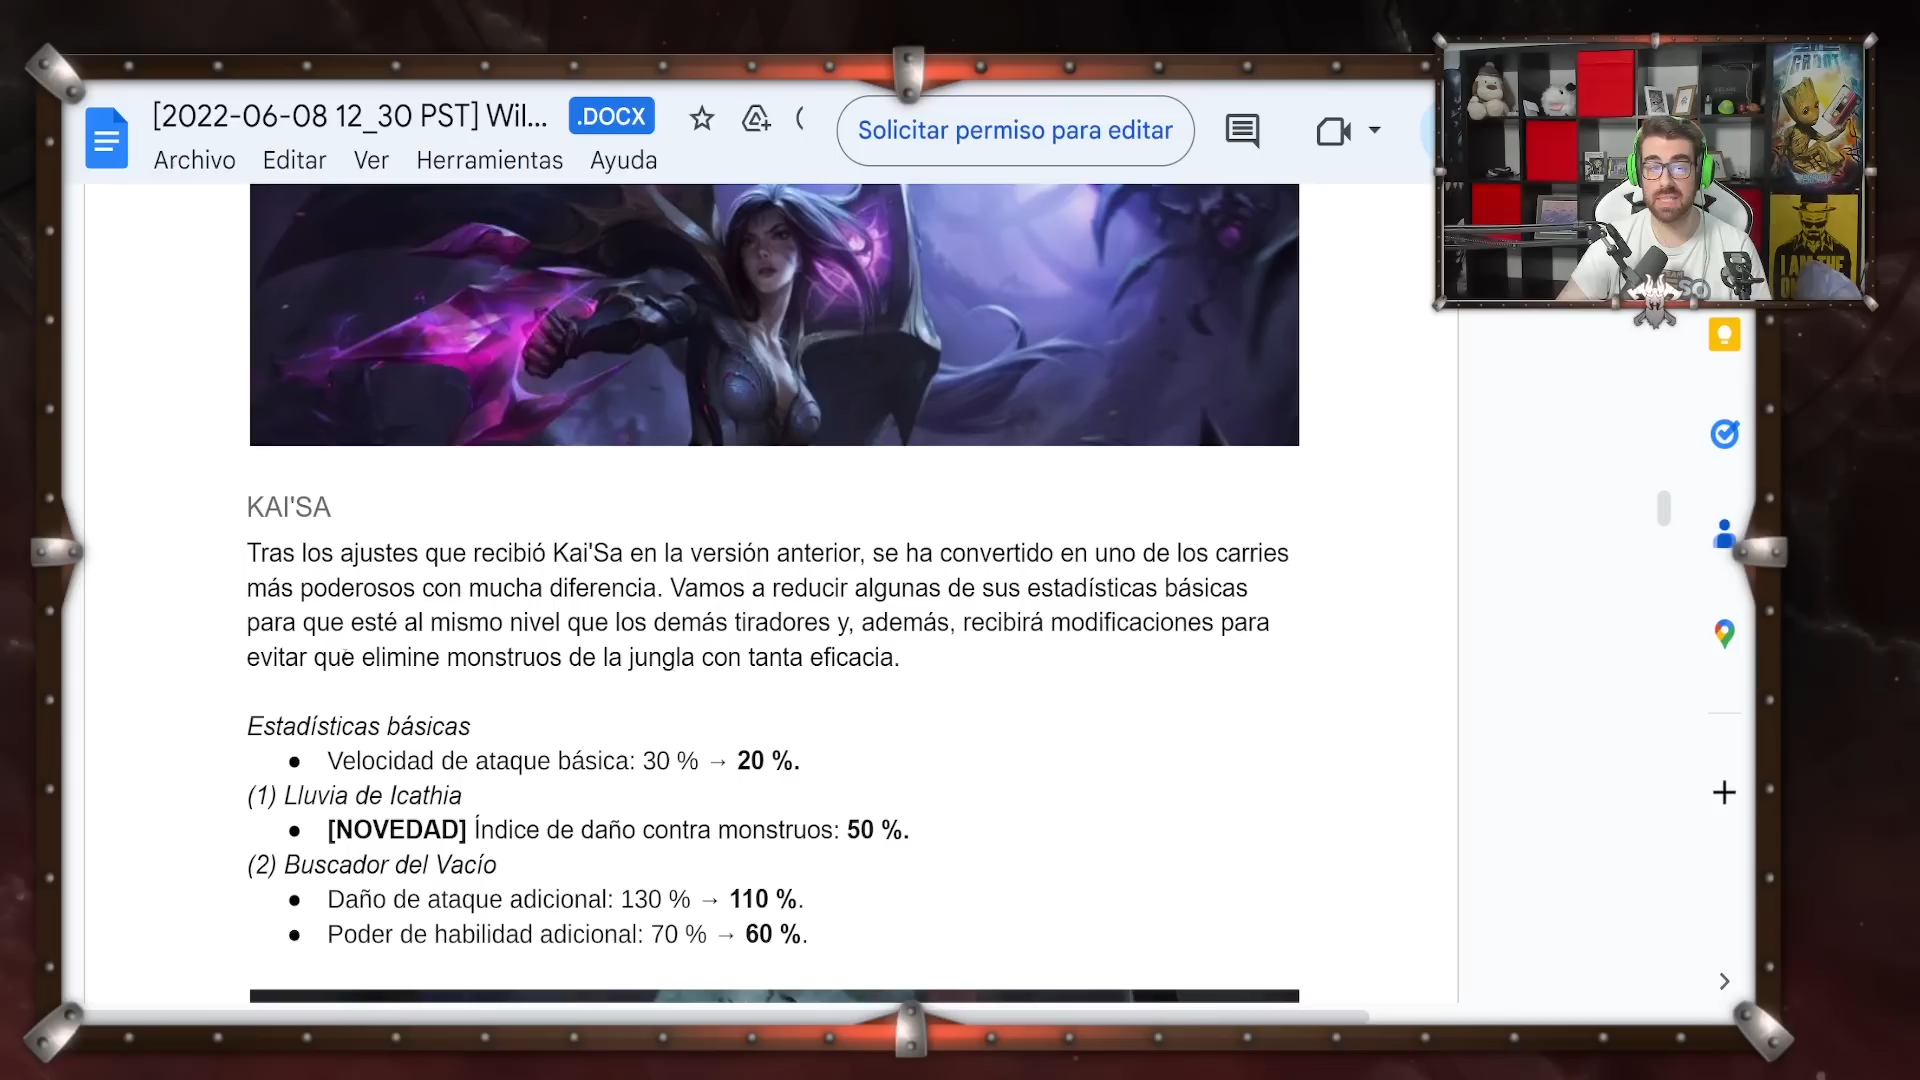 [2022-06-08 12_30 PST] Wil...
.DOCX
Solicitar permiso para editar
Archivo Editar Ver Herramientas Ayuda
KAI'SA
Tras los ajustes que recibió Kai'Sa en la versión anterior, se ha convertido en uno de los carries
más poderosos con mucha diferencia. Vamos a reducir algunas de sus estadísticas básicas
para que esté al mismo nivel que los demás tiradores y, además, recibirá modificaciones para
evitar que elimine monstruos de la jungla con tanta eficacia.
Estadísticas básicas
● Velocidad de ataque básica: 30 % → 20 %.
(1) Lluvia de Icathia
● [NOVEDAD] Índice de daño contra monstruos: 50 %.
(2) Buscador del Vacío
● Daño de ataque adicional: 130 % → 110 %.
● Poder de habilidad adicional: 70 % → 60 %.
GROOT
I AM THE